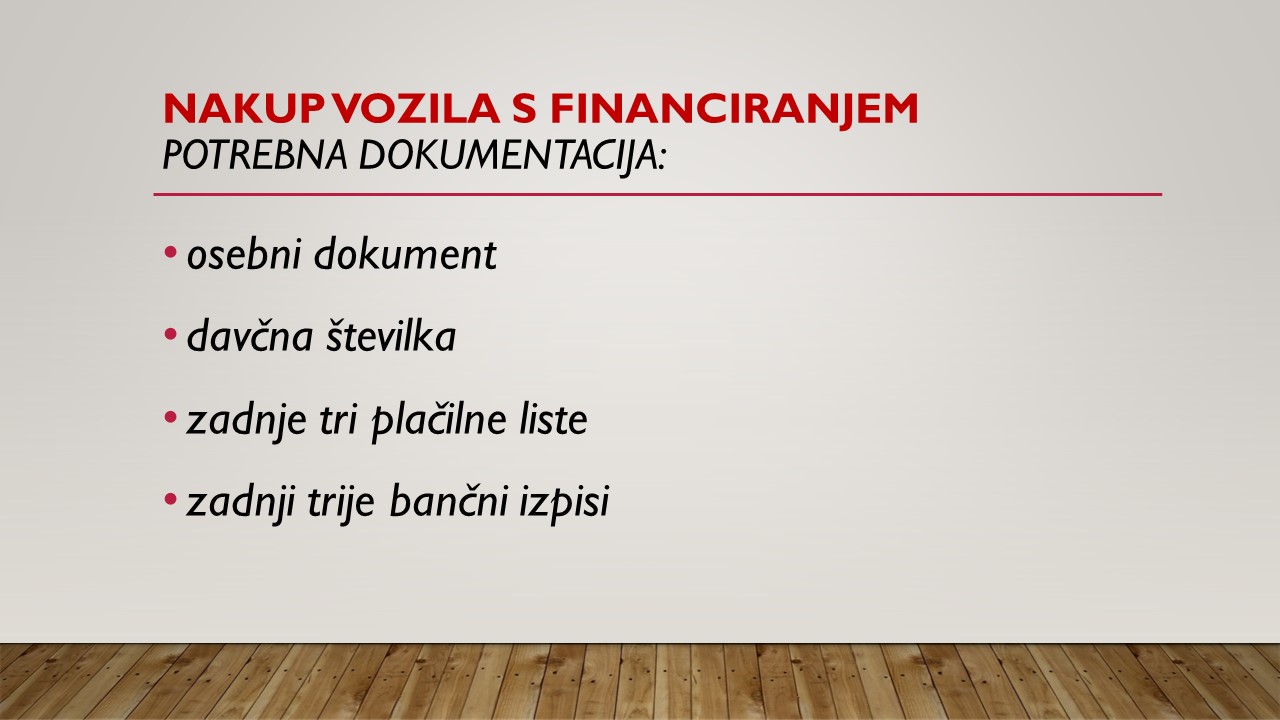 NAKUP VOZILA S FINANCIRANJEM
POTREBNA DOKUMENTACIJA:
• osebni dokument
• davčna številka
• zadnje tri plačilne liste
• zadnji trije bančni izpisi